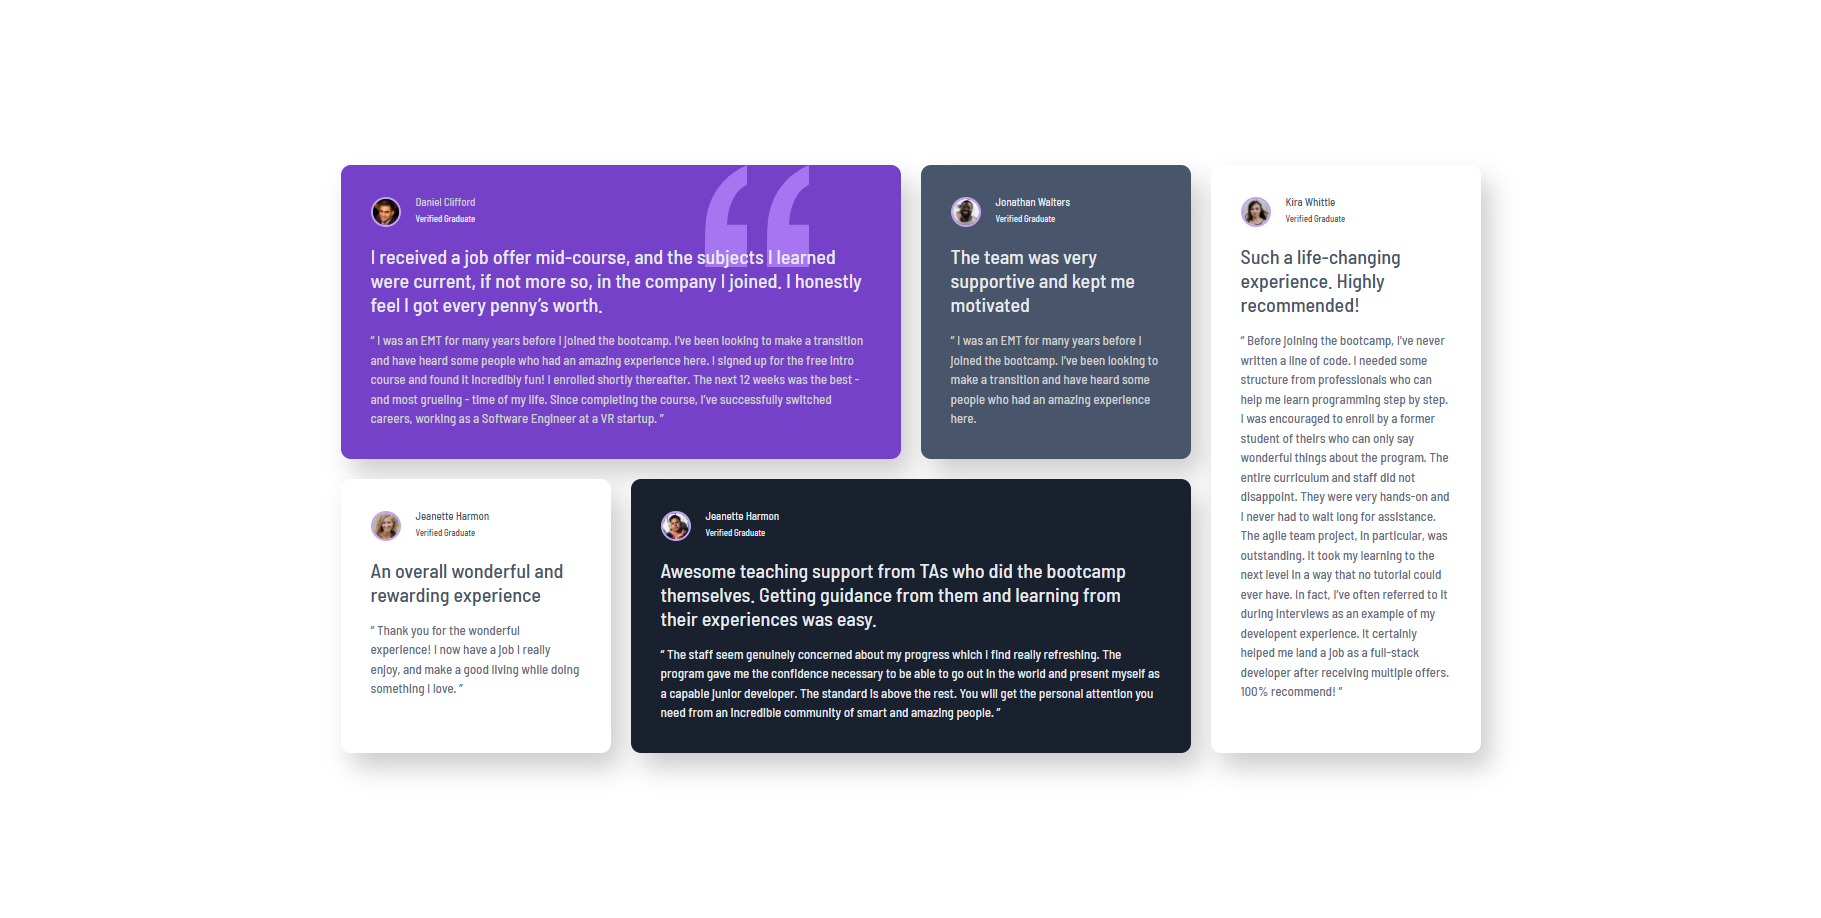 Daniel Clifford
Verified Graduate
I received a job offer mid-course, and the subjects I learned
were current, if not more so, in the company I joined. I honestly
feel I got every penny’s worth.
“ I was an EMT for many years before I joined the bootcamp. I’ve been looking to make a transition
and have heard some people who had an amazing experience here. I signed up for the free intro
course and found it incredibly fun! I enrolled shortly thereafter. The next 12 weeks was the best -
and most grueling - time of my life. Since completing the course, I’ve successfully switched
careers, working as a Software Engineer at a VR startup. ”
Jonathan Walters
Verified Graduate
The team was very
supportive and kept me
motivated
“ I was an EMT for many years before I
joined the bootcamp. I’ve been looking to
make a transition and have heard some
people who had an amazing experience
here.
Kira Whittle
Verified Graduate
Such a life-changing
experience. Highly
recommended!
“ Before joining the bootcamp, I’ve never
written a line of code. I needed some
structure from professionals who can
help me learn programming step by step.
I was encouraged to enroll by a former
student of theirs who can only say
wonderful things about the program. The
entire curriculum and staff did not
disappoint. They were very hands-on and
I never had to wait long for assistance.
The agile team project, in particular, was
outstanding. It took my learning to the
next level in a way that no tutorial could
ever have. In fact, I’ve often referred to it
during interviews as an example of my
developent experience. It certainly
helped me land a job as a full-stack
developer after receiving multiple offers.
100% recommend! ”
Jeanette Harmon
Verified Graduate
An overall wonderful and
rewarding experience
“ Thank you for the wonderful
experience! I now have a job I really
enjoy, and make a good living while doing
something I love. ”
Jeanette Harmon
Verified Graduate
Awesome teaching support from TAs who did the bootcamp
themselves. Getting guidance from them and learning from
their experiences was easy.
“ The staff seem genuinely concerned about my progress which I find really refreshing. The
program gave me the confidence necessary to be able to go out in the world and present myself as
a capable junior developer. The standard is above the rest. You will get the personal attention you
need from an incredible community of smart and amazing people. ”